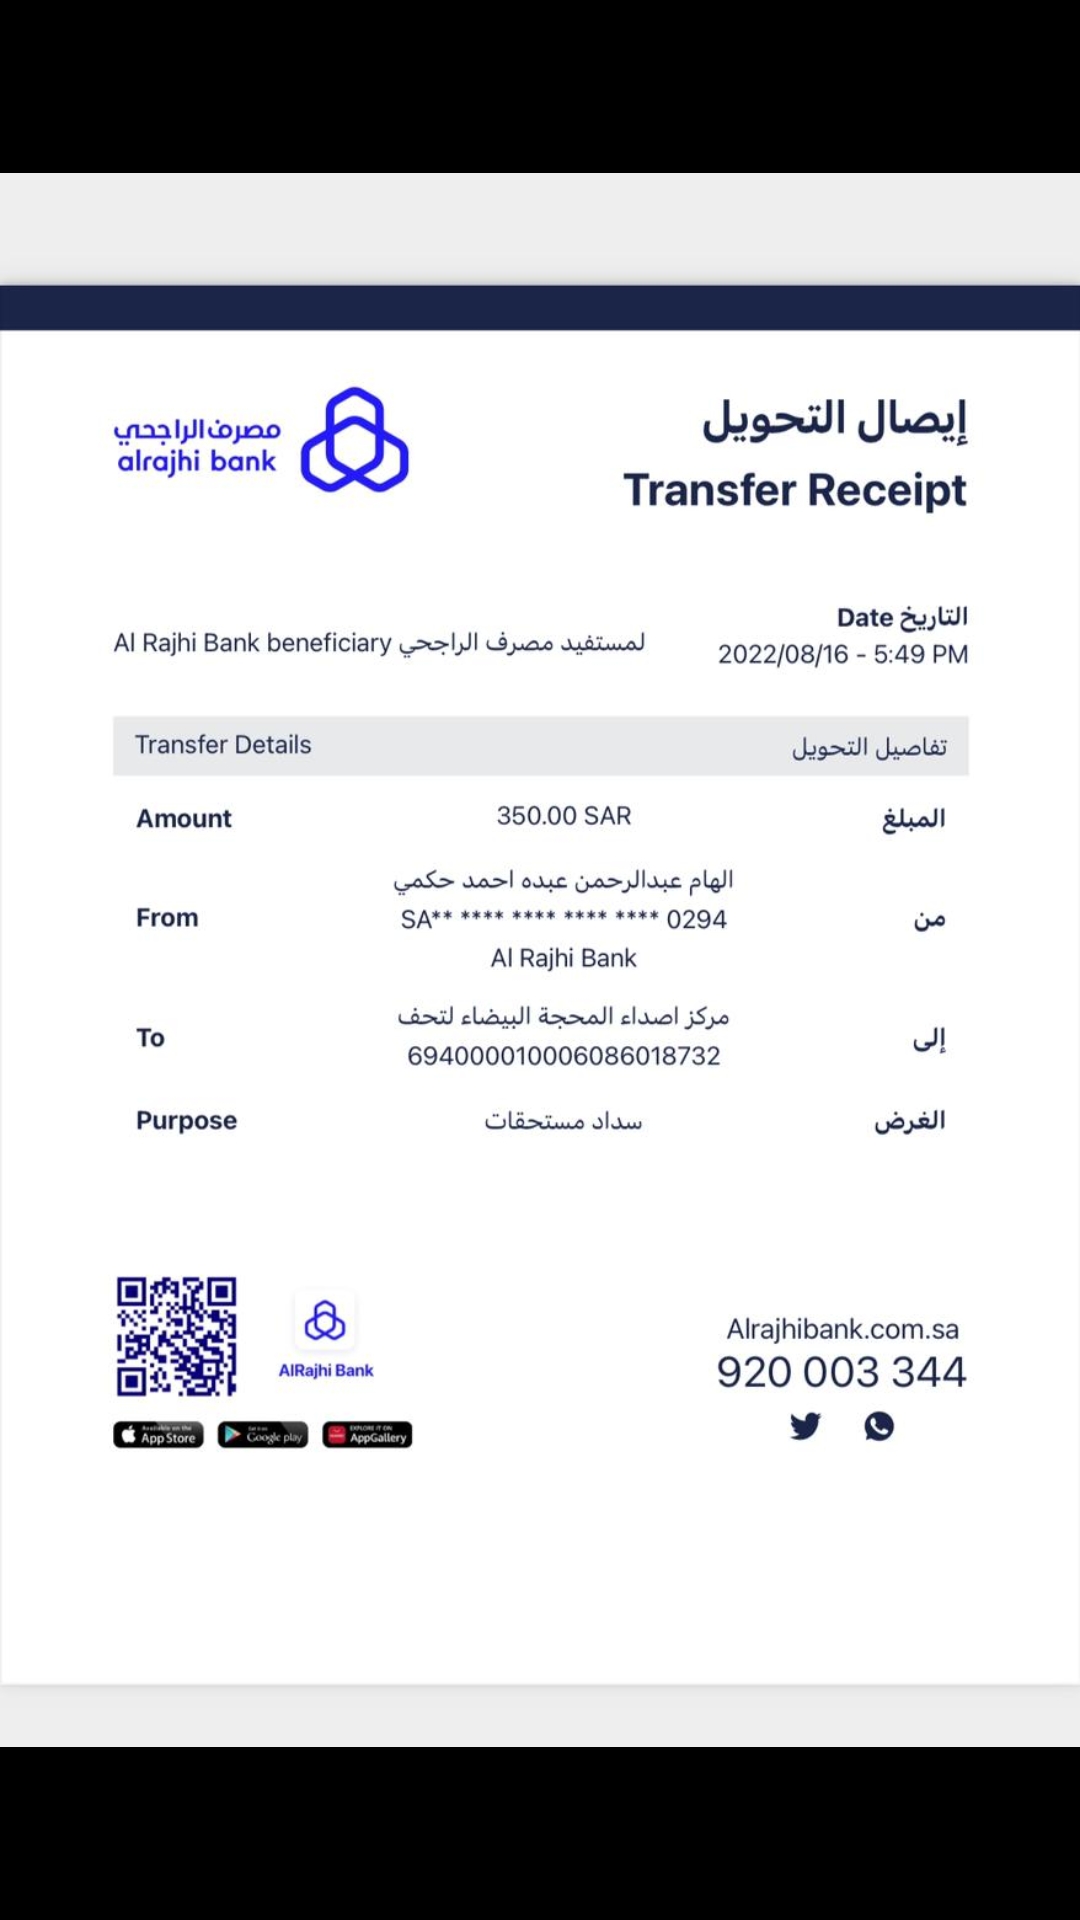 مصرف الراجحي
alrajhi bank
إيصال التحويل
Transfer Receipt
التاريخ Date
2022/08/16 - 5:49 PM
لمستفيد مصرف الراجحي Al Rajhi Bank beneficiary
Transfer Details تفاصيل التحويل
Amount 350.00 SAR المبلغ
الهام عبدالرحمن عبده احمد حكمي
From SA** **** **** **** **** 0294 من
Al Rajhi Bank
مركز اصداء المحجة البيضاء لتحف
To إلى
694000010006086018732
Purpose سداد مستحقات الغرض
AlRajhi Bank
Available on the App Store
Get it on Google play
EXPLORE IT ON AppGallery
Alrajhibank.com.sa
920 003 344